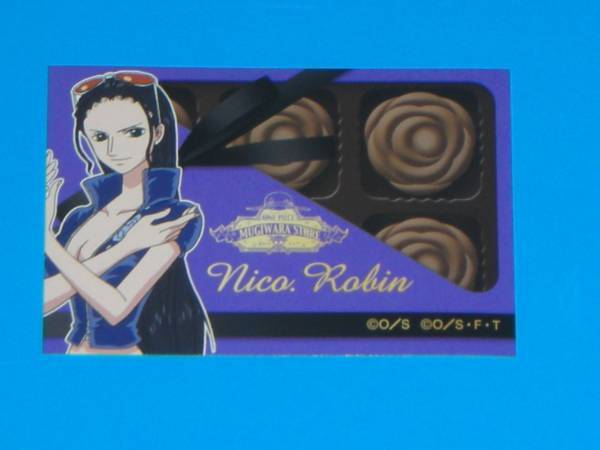 ONE PIECE
MUGIWARA STORE
Nico. Robin
©O/S ©O/S・F・T